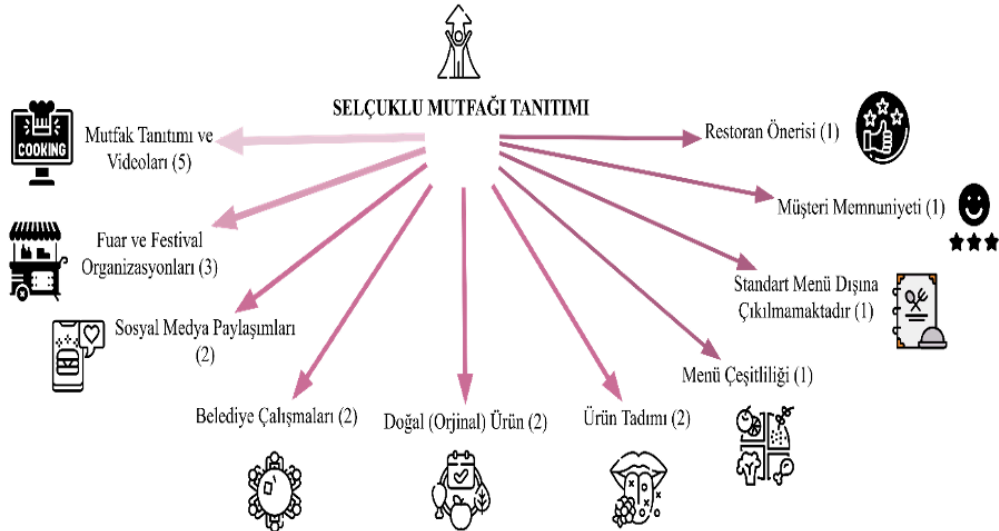 SELÇUKLU MUTFAĞI TANITIMI
COOKING
Mutfak Tanıtımı ve
Videoları (5)
Fuar ve Festival
Organizasyonları (3)
Sosyal Medya Paylaşımları
(2)
Belediye Çalışmaları (2)
Doğal (Orjinal) Ürün (2)
Ürün Tadımı (2)
Menü Çeşitliliği (1)
Standart Menü Dışına
Çıkılmamaktadır (1)
Müşteri Memnuniyeti (1)
Restoran Önerisi (1)